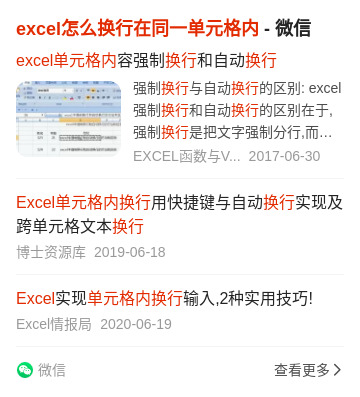 excel怎么换行在同一单元格内 - 微信
excel单元格内容强制换行和自动换行
强制换行与自动换行的区别: excel
强制换行和自动换行的区别在于,
强制换行是把文字强制分行,而...
EXCEL函数与V... 2017-06-30
Excel单元格内换行用快捷键与自动换行实现及
跨单元格文本换行
博士资源库 2019-06-18
Excel实现单元格内换行输入,2种实用技巧!
Excel情报局 2020-06-19
微信
查看更多